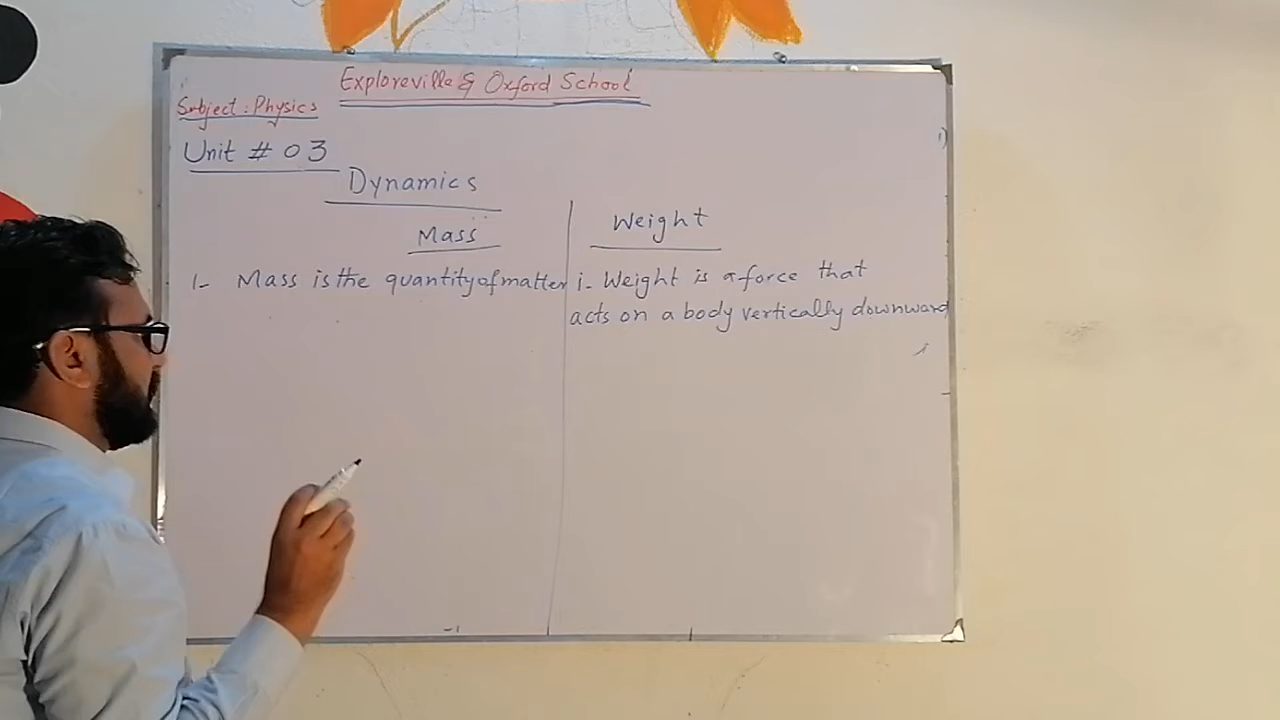 Exploreville & Oxford School
Subject: Physics
Unit # 03
Dynamics
Mass
1- Mass is the quantity of matter
Weight
i- Weight is a force that
acts on a body vertically downward
i)